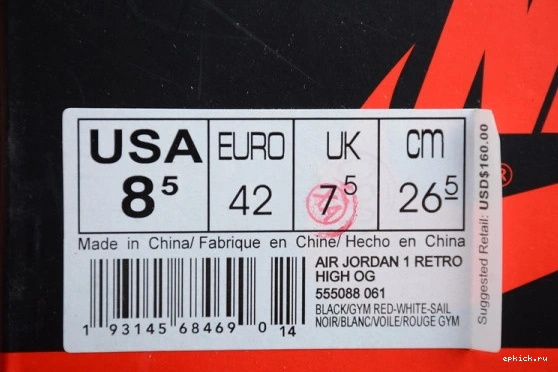 USA EURO UK cm
8⁵ 42 7⁵ 26⁵
Made in China/ Fabrique en Chine/ Hecho en China
AIR JORDAN 1 RETRO
HIGH OG
555088 061
BLACK/GYM RED-WHITE-SAIL
NOIR/BLANC/VOILE/ROUGE GYM
1 93145 68469 0 14
Suggested Retail: USD$160.00
®
epkick.ru